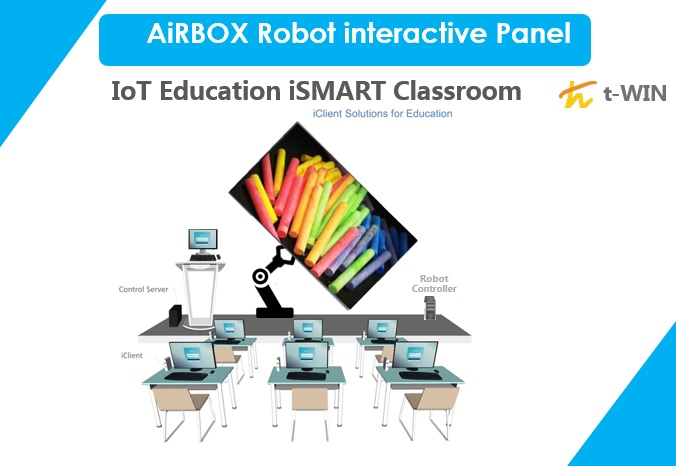 AiRBOX Robot interactive Panel
IoT Education iSMART Classroom
t-WIN
iClient Solutions for Education
Control Server
Robot
Controller
iClient